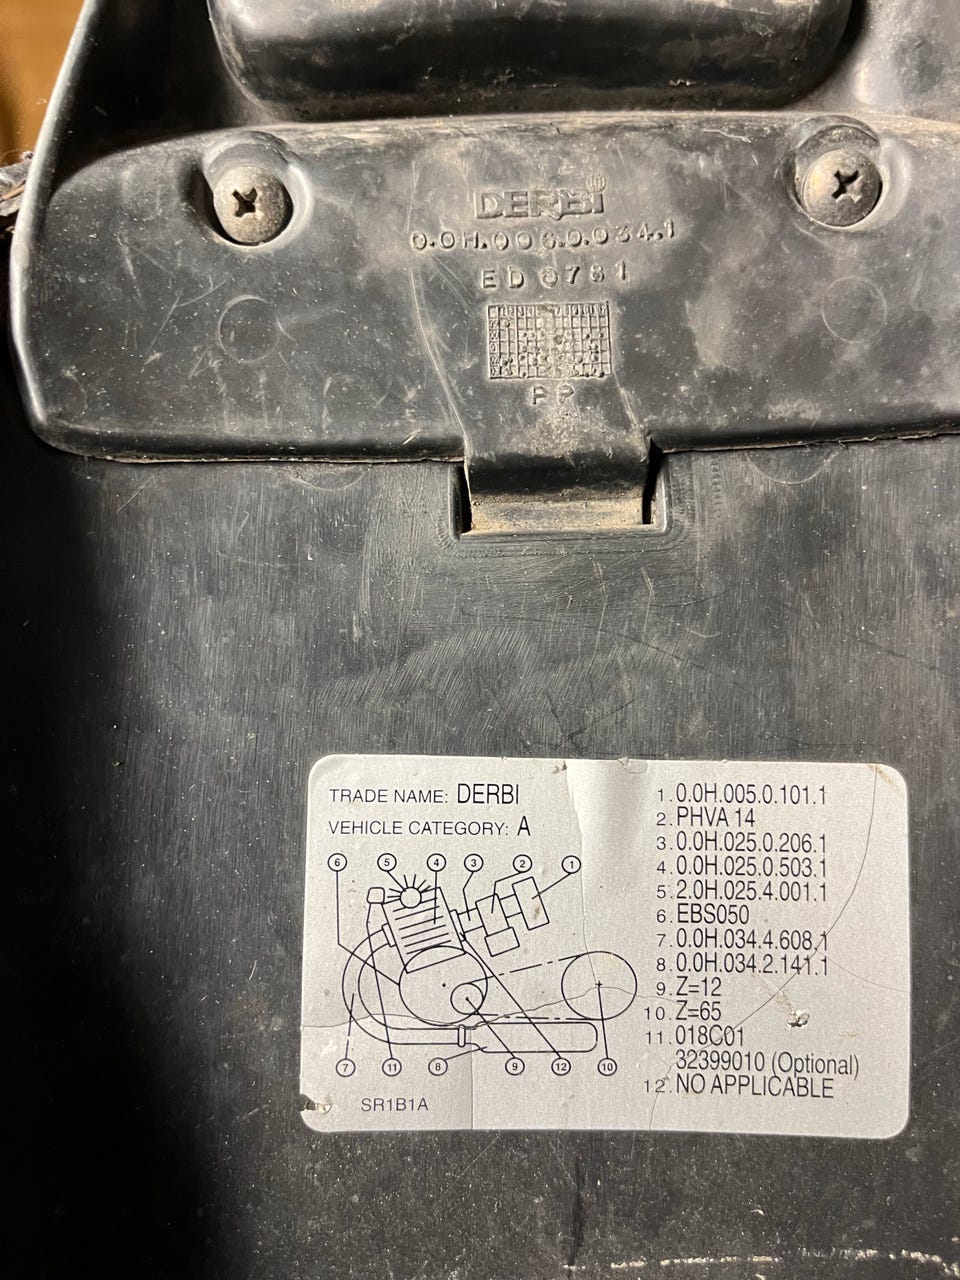 DERBi
0.0H.006.0.034.1
PP
TRADE NAME: DERBI
VEHICLE CATEGORY: A
6 5 4 3 2 1
7 11 8 9 12 10
SR1B1A
1. 0.0H.005.0.101.1
2. PHVA 14
3. 0.0H.025.0.206.1
4. 0.0H.025.0.503.1
5. 2.0H.025.4.001.1
6. EBS050
7. 0.0H.034.4.608.1
8. 0.0H.034.2.141.1
9. Z=12
10. Z=65
11. 018C01
32399010 (Optional)
12. NO APPLICABLE